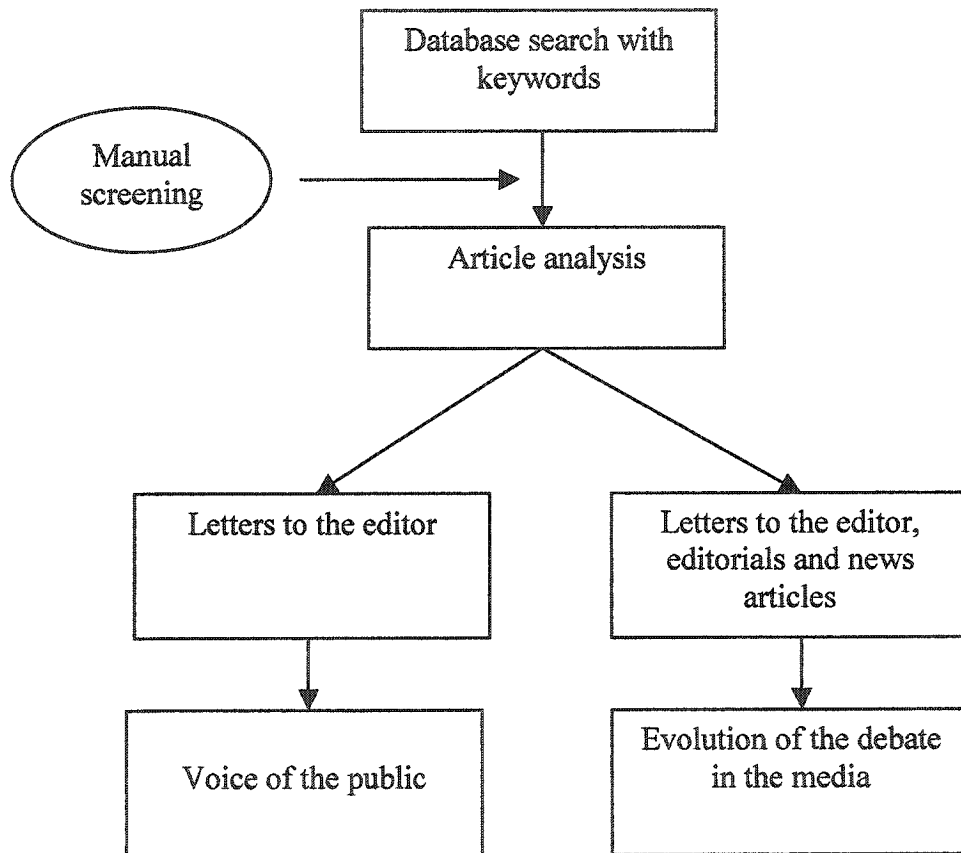 Database search with
keywords
Manual
screening
Article analysis
Letters to the editor
Letters to the editor,
editorials and news
articles
Voice of the public
Evolution of the debate
in the media